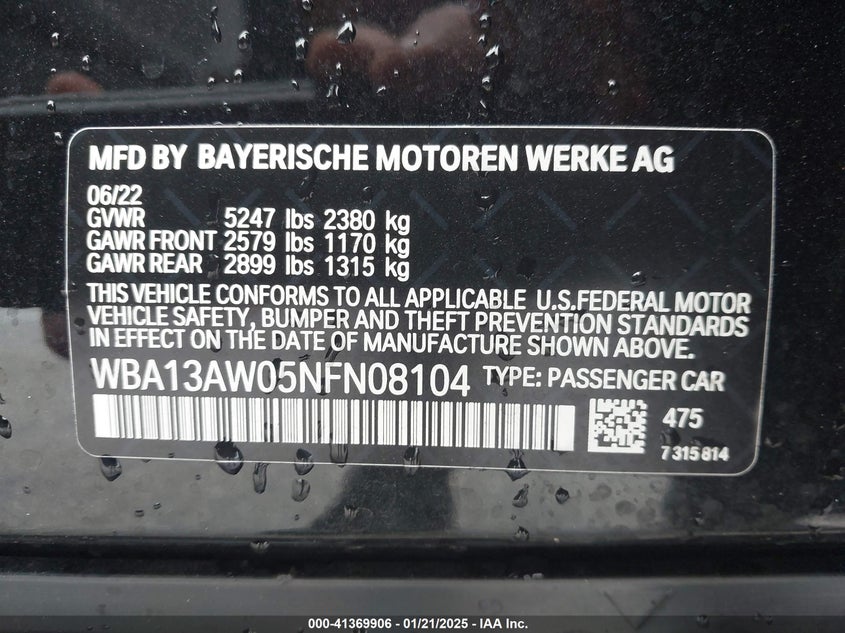 MFD BY BAYERISCHE MOTOREN WERKE AG
06/22
GVWR 5247 lbs 2380 kg
GAWR FRONT 2579 lbs 1170 kg
GAWR REAR 2899 lbs 1315 kg
THIS VEHICLE CONFORMS TO ALL APPLICABLE U.S.FEDERAL MOTOR
VEHICLE SAFETY, BUMPER AND THEFT PREVENTION STANDARDS
IN EFFECT ON THE DATE OF MANUFACTURE SHOWN ABOVE.
WBA13AW05NFN08104 TYPE: PASSENGER CAR
475
7315814
000-41369906 - 01/21/2025 - IAA Inc.